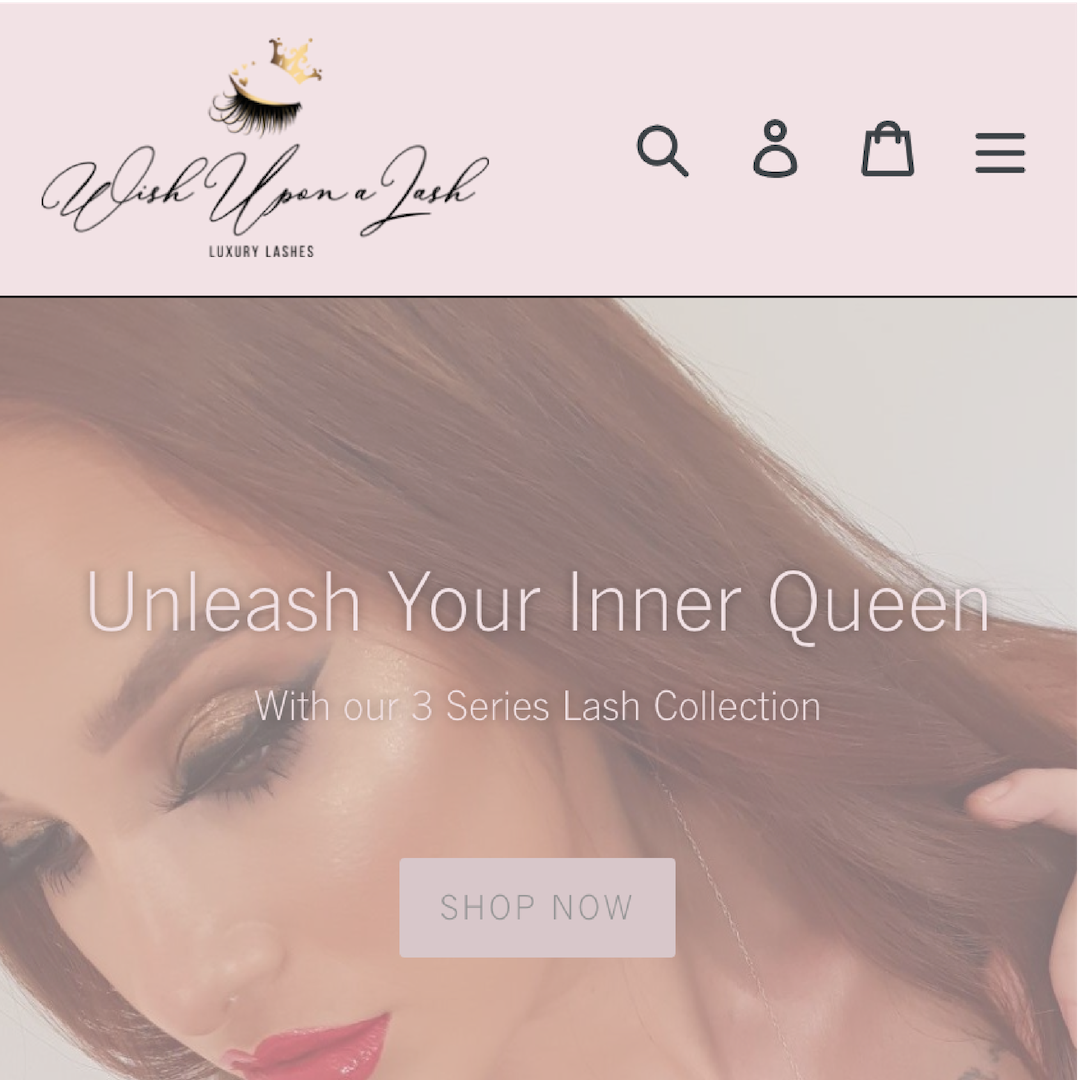 Wish Upon a Lash
LUXURY LASHES
Unleash Your Inner Queen
With our 3 Series Lash Collection
SHOP NOW